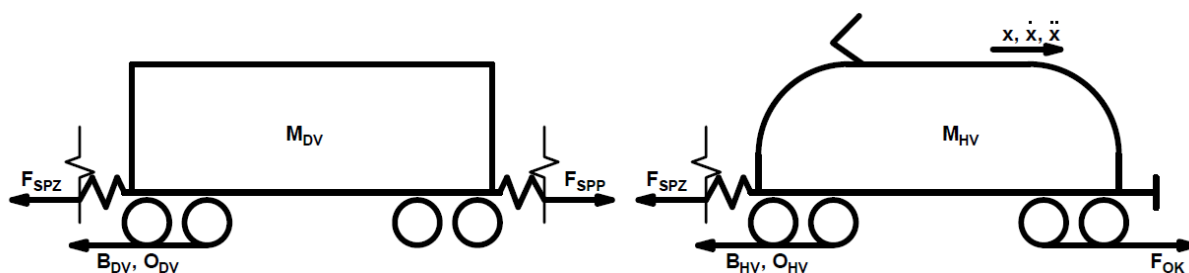 x, ẋ, ẍ
M_DV
M_HV
F_SPZ
F_SPP
F_SPZ
B_DV, O_DV
B_HV, O_HV
F_OK